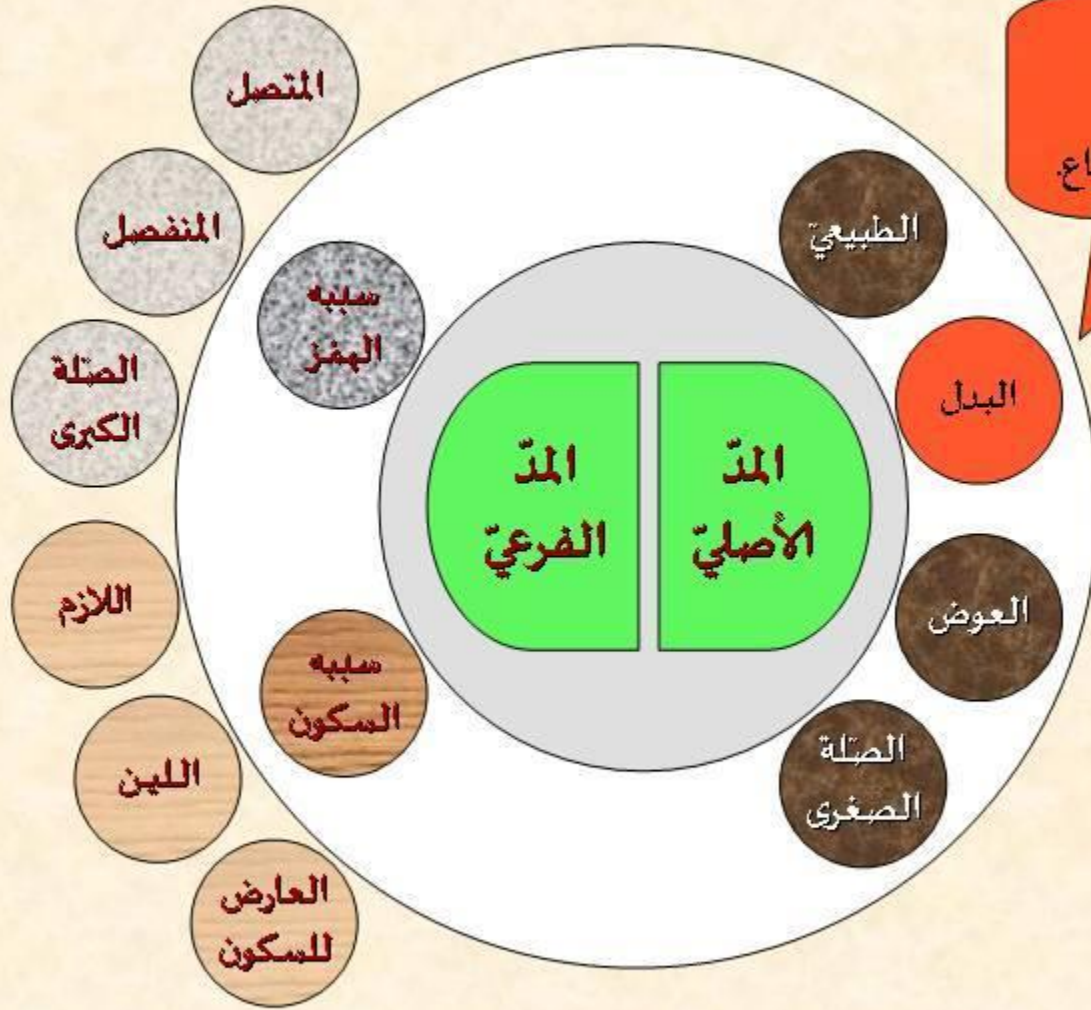 المتصل
المنفصل
الصّلة
الكبرى
اللازم
اللين
العارض
للسكون
سببه
الهمز
سببه
السكون
المدّ
الأصليّ
المدّ
الفرعيّ
الطبيعيّ
البدل
العوض
الصّلة
الصغرى